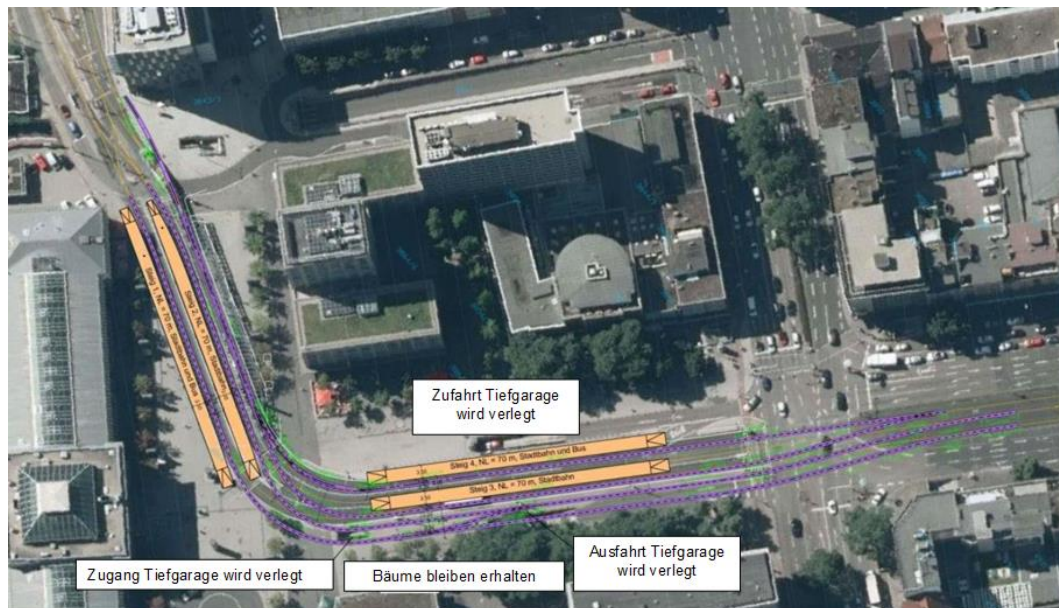 Steig 1, NL = 70 m, Stadtbahn und Bus
Steig 2, NL = 70 m, Stadtbahn
Zufahrt Tiefgarage
wird verlegt
Steig 4, NL = 70 m, Stadtbahn und Bus
Steig 3, NL = 70 m, Stadtbahn
Zugang Tiefgarage wird verlegt
Bäume bleiben erhalten
Ausfahrt Tiefgarage
wird verlegt